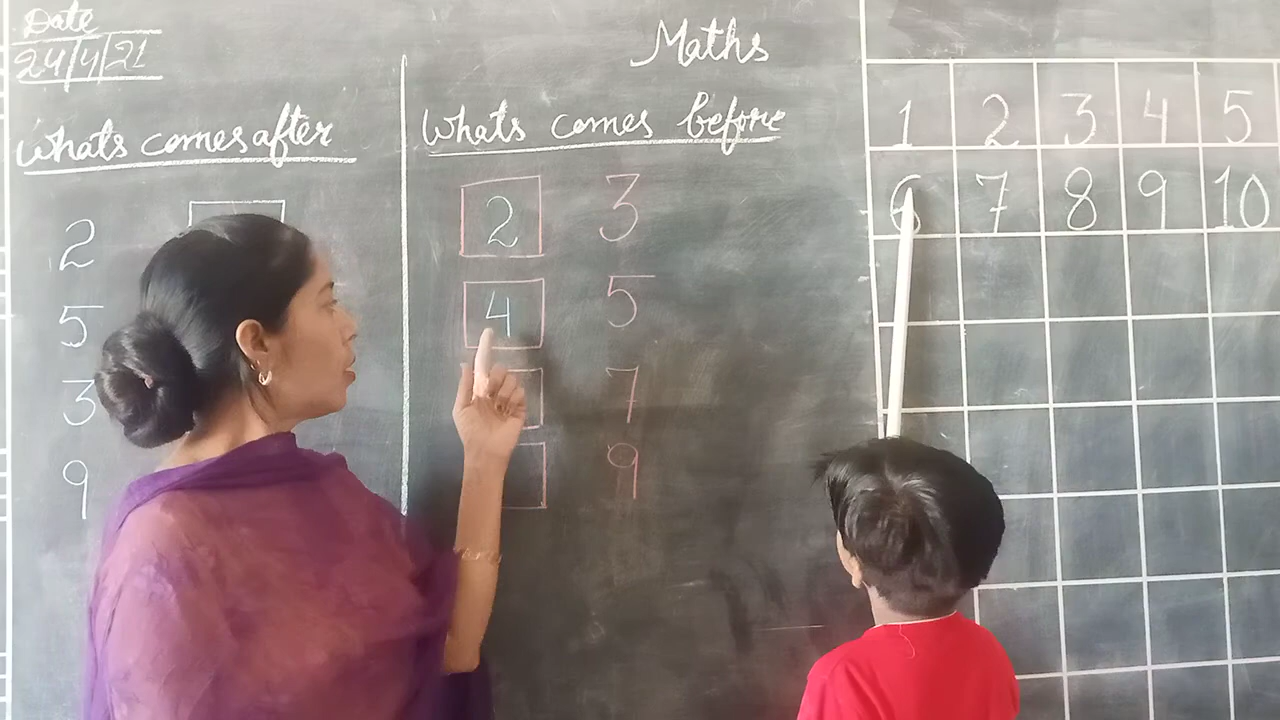 Date
24/4/21
Maths
Whats comes after
2
5
3
9
Whats comes before
2 3
4 5
7
9
1 2 3 4 5
6 7 8 9 10